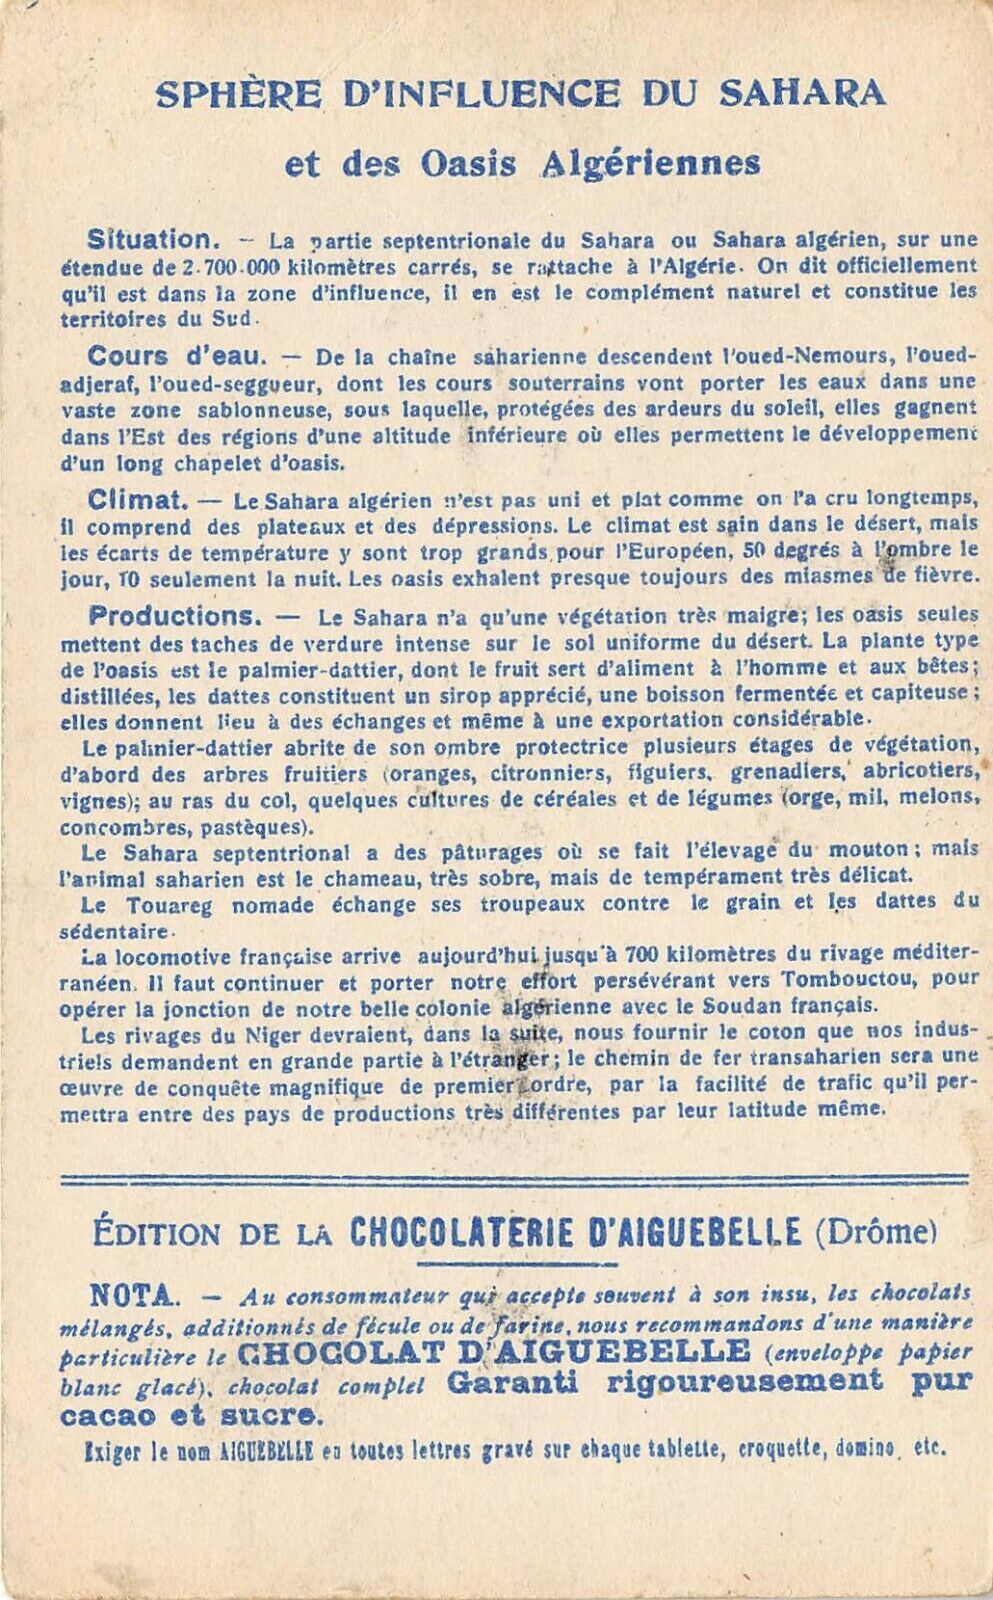 SPHÈRE D'INFLUENCE DU SAHARA
et des Oasis Algériennes
Situation. — La partie septentrionale du Sahara ou Sahara algérien, sur une
étendue de 2.700.000 kilomètres carrés, se rattache à l'Algérie. On dit officiellement
qu'il est dans la zone d'influence, il en est le complément naturel et constitue les
territoires du Sud.
Cours d'eau. — De la chaîne saharienne descendent l'oued-Nemours, l'oued-
adjeraf, l'oued-seggueur, dont les cours souterrains vont porter les eaux dans une
vaste zone sablonneuse, sous laquelle, protégées des ardeurs du soleil, elles gagnent
dans l'Est des régions d'une altitude inférieure où elles permettent le développement
d'un long chapelet d'oasis.
Climat. — Le Sahara algérien n'est pas uni et plat comme on l'a cru longtemps,
il comprend des plateaux et des dépressions. Le climat est sain dans le désert, mais
les écarts de température y sont trop grands pour l'Européen, 50 degrés à l'ombre le
jour, 10 seulement la nuit. Les oasis exhalent presque toujours des miasmes de fièvre.
Productions. — Le Sahara n'a qu'une végétation très maigre; les oasis seules
mettent des taches de verdure intense sur le sol uniforme du désert. La plante type
de l'oasis est le palmier-dattier, dont le fruit sert d'aliment à l'homme et aux bêtes;
distillées, les dattes constituent un sirop apprécié, une boisson fermentée et capiteuse;
elles donnent lieu à des échanges et même à une exportation considérable.
Le palmier-dattier abrite de son ombre protectrice plusieurs étages de végétation,
d'abord des arbres fruitiers (oranges, citronniers, figuiers, grenadiers, abricotiers,
vignes); au ras du col, quelques cultures de céréales et de légumes (orge, mil, melons,
concombres, pastèques).
Le Sahara septentrional a des pâturages où se fait l'élevage du mouton; mais
l'animal saharien est le chameau, très sobre, mais de tempérament très délicat.
Le Touareg nomade échange ses troupeaux contre le grain et les dattes du
sédentaire.
La locomotive française arrive aujourd'hui jusqu'à 700 kilomètres du rivage méditer-
ranéen. Il faut continuer et porter notre effort persévérant vers Tombouctou, pour
opérer la jonction de notre belle colonie algérienne avec le Soudan français.
Les rivages du Niger devraient, dans la suite, nous fournir le coton que nos indus-
triels demandent en grande partie à l'étranger; le chemin de fer transaharien sera une
œuvre de conquête magnifique de premier ordre, par la facilité de trafic qu'il per-
mettra entre des pays de productions très différentes par leur latitude même.
ÉDITION DE LA CHOCOLATERIE D'AIGUEBELLE (Drôme)
NOTA. — Au consommateur qui accepte souvent à son insu, les chocolats
mélangés, additionnés de fécule ou de farine, nous recommandons d'une manière
particulière le CHOCOLAT D'AIGUEBELLE (enveloppe papier
blanc glacé), chocolat complet Garanti rigoureusement pur
cacao et sucre.
Exiger le nom AIGUEBELLE en toutes lettres gravé sur chaque tablette, croquette, domino, etc.